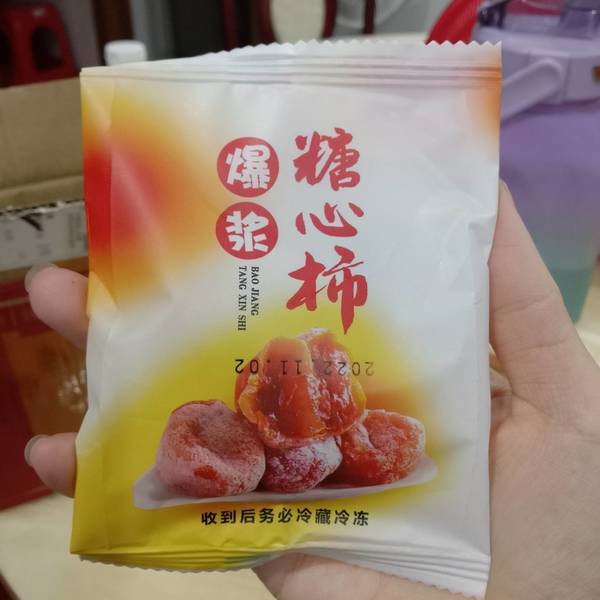 爆浆
糖心柿
BAO JIANG
TANG XIN SHI
2022.11.02
收到后务必冷藏冷冻